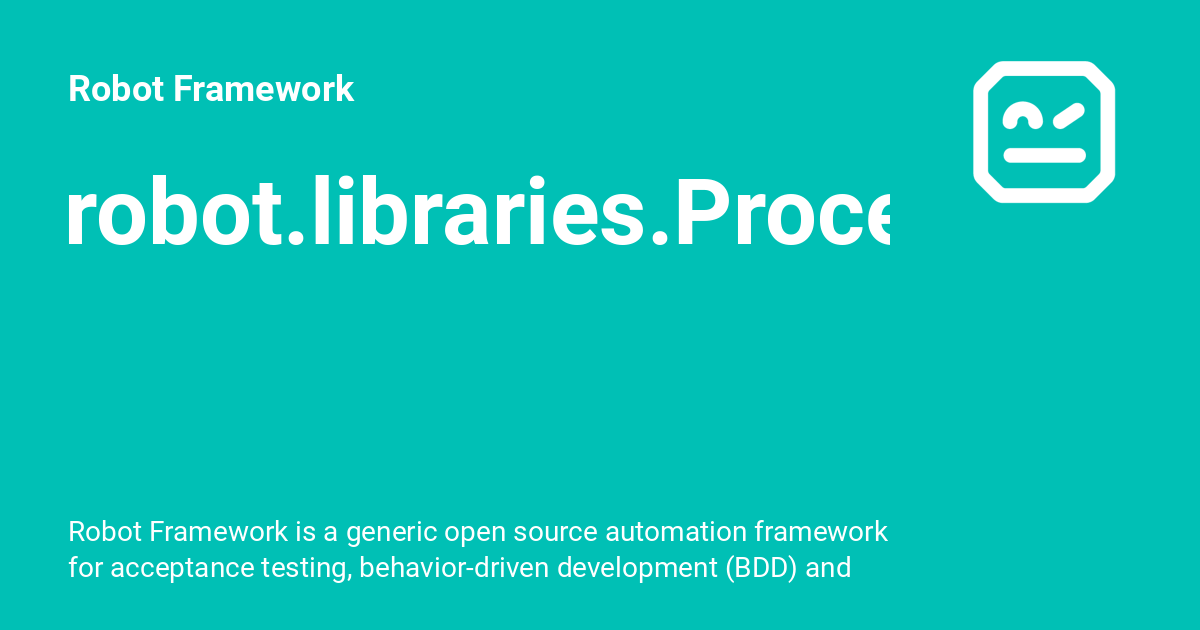 Robot Framework
robot.libraries.Proce
Robot Framework is a generic open source automation framework
for acceptance testing, behavior-driven development (BDD) and